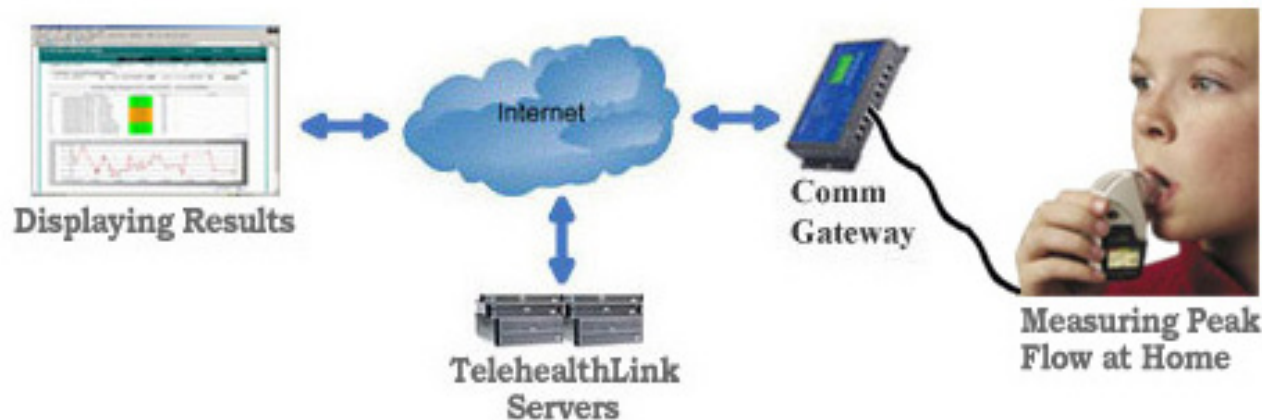 Internet
Displaying Results
Comm
Gateway
Measuring Peak
Flow at Home
TelehealthLink
Servers